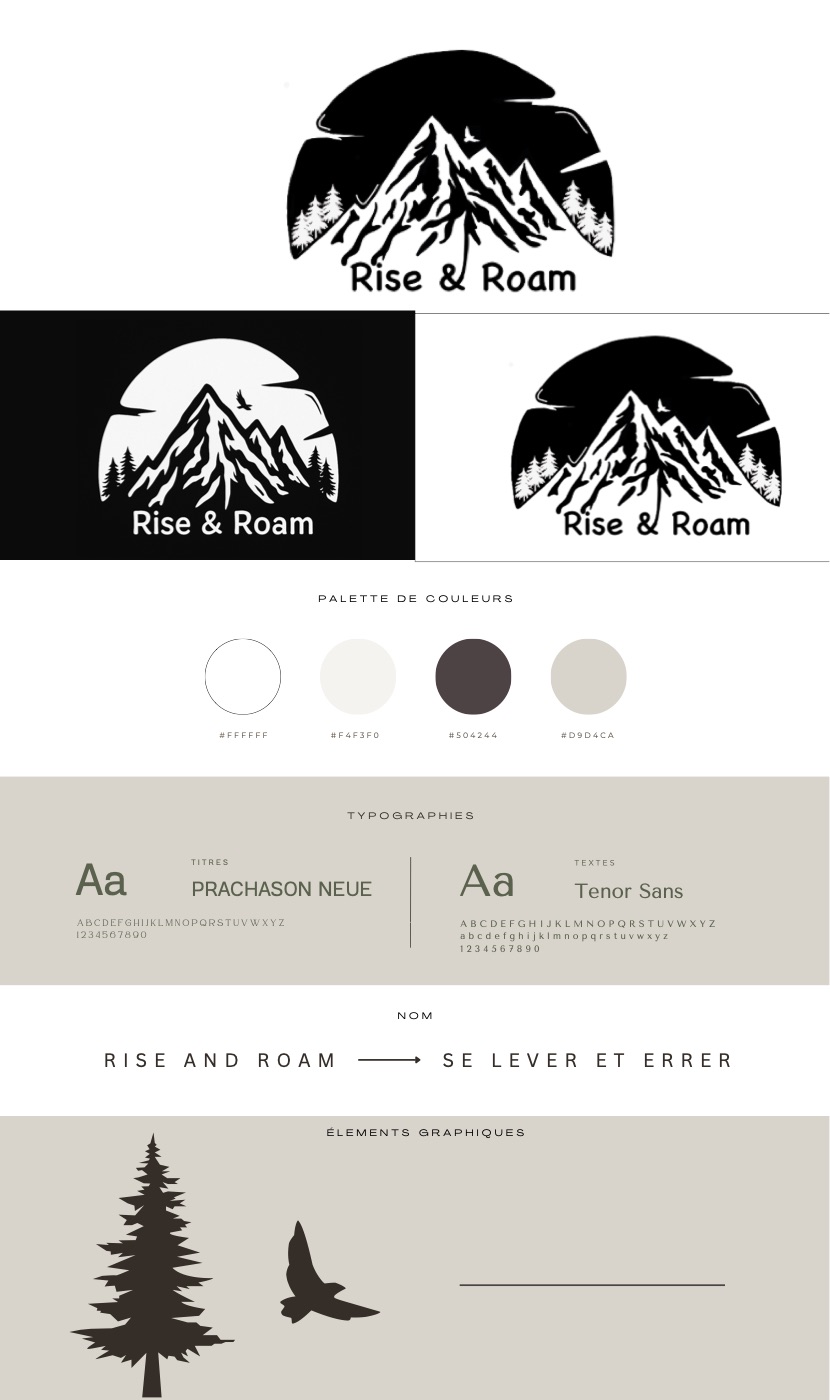 Rise & Roam
Rise & Roam
Rise & Roam
PALETTE DE COULEURS
#FFFFFF
#F4F3F0
#504244
#D9D4CA
TYPOGRAPHIES
Aa
TITRES
PRACHASON NEUE
ABCDEFGHIJKLMNOPQRSTUVWXYZ
1234567890
Aa
TEXTES
Tenor Sans
ABCDEFGHIJKLMNOPQRSTUVWXYZ
abcdefghijklmnopqrstuvwxyz
1234567890
NOM
RISE AND ROAM
SE LEVER ET ERRER
ÉLEMENTS GRAPHIQUES